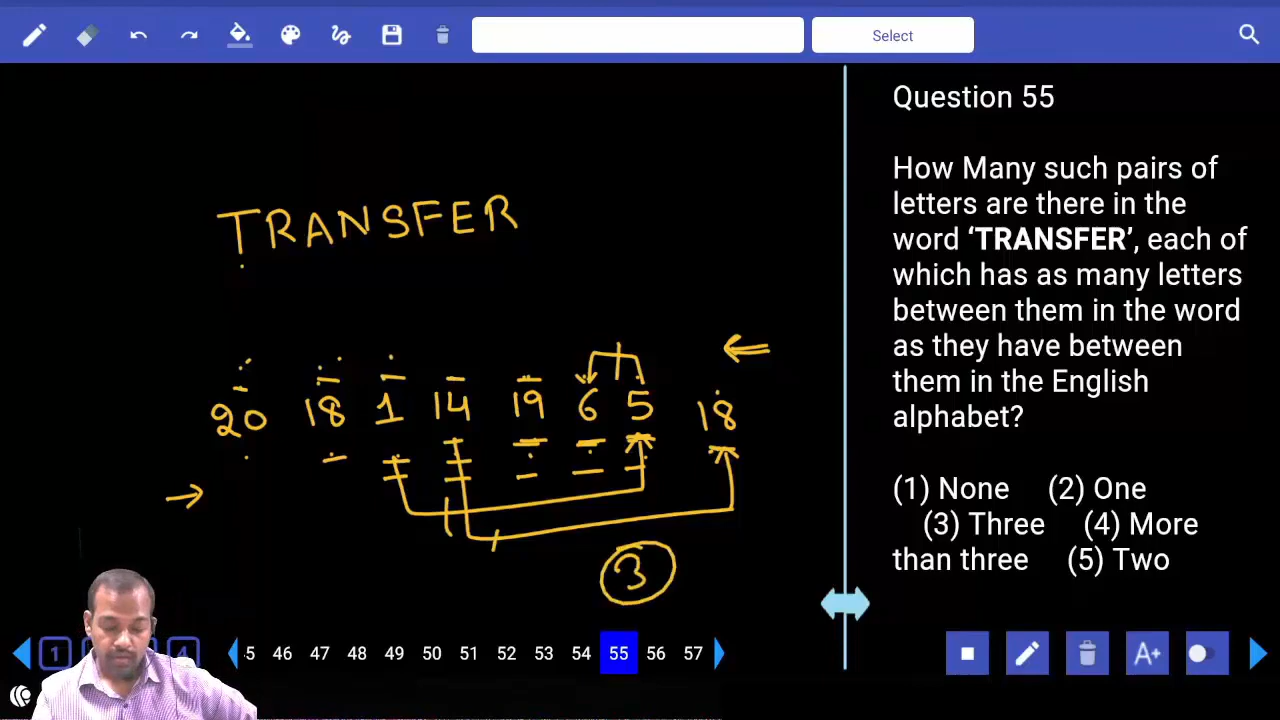 Select
Question 55
How Many such pairs of
letters are there in the
word ‘TRANSFER’, each of
which has as many letters
between them in the word
as they have between
them in the English
alphabet?
(1) None (2) One
(3) Three (4) More
than three (5) Two
TRANSFER
20 18 1 14 19 6 5 18
3
1 4 5 46 47 48 49 50 51 52 53 54 55 56 57
A+